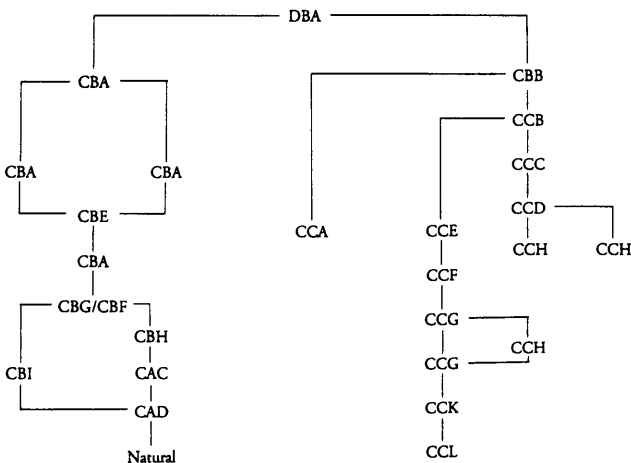 DBA
CBA CBB
CCB
CBA CBA CCC
CBE CCD
CCA CCE CCH CCH
CBA
CCF
CBG/CBF
CCG
CBH
CCH
CBI CAC
CCG
CAD CCK
Natural CCL